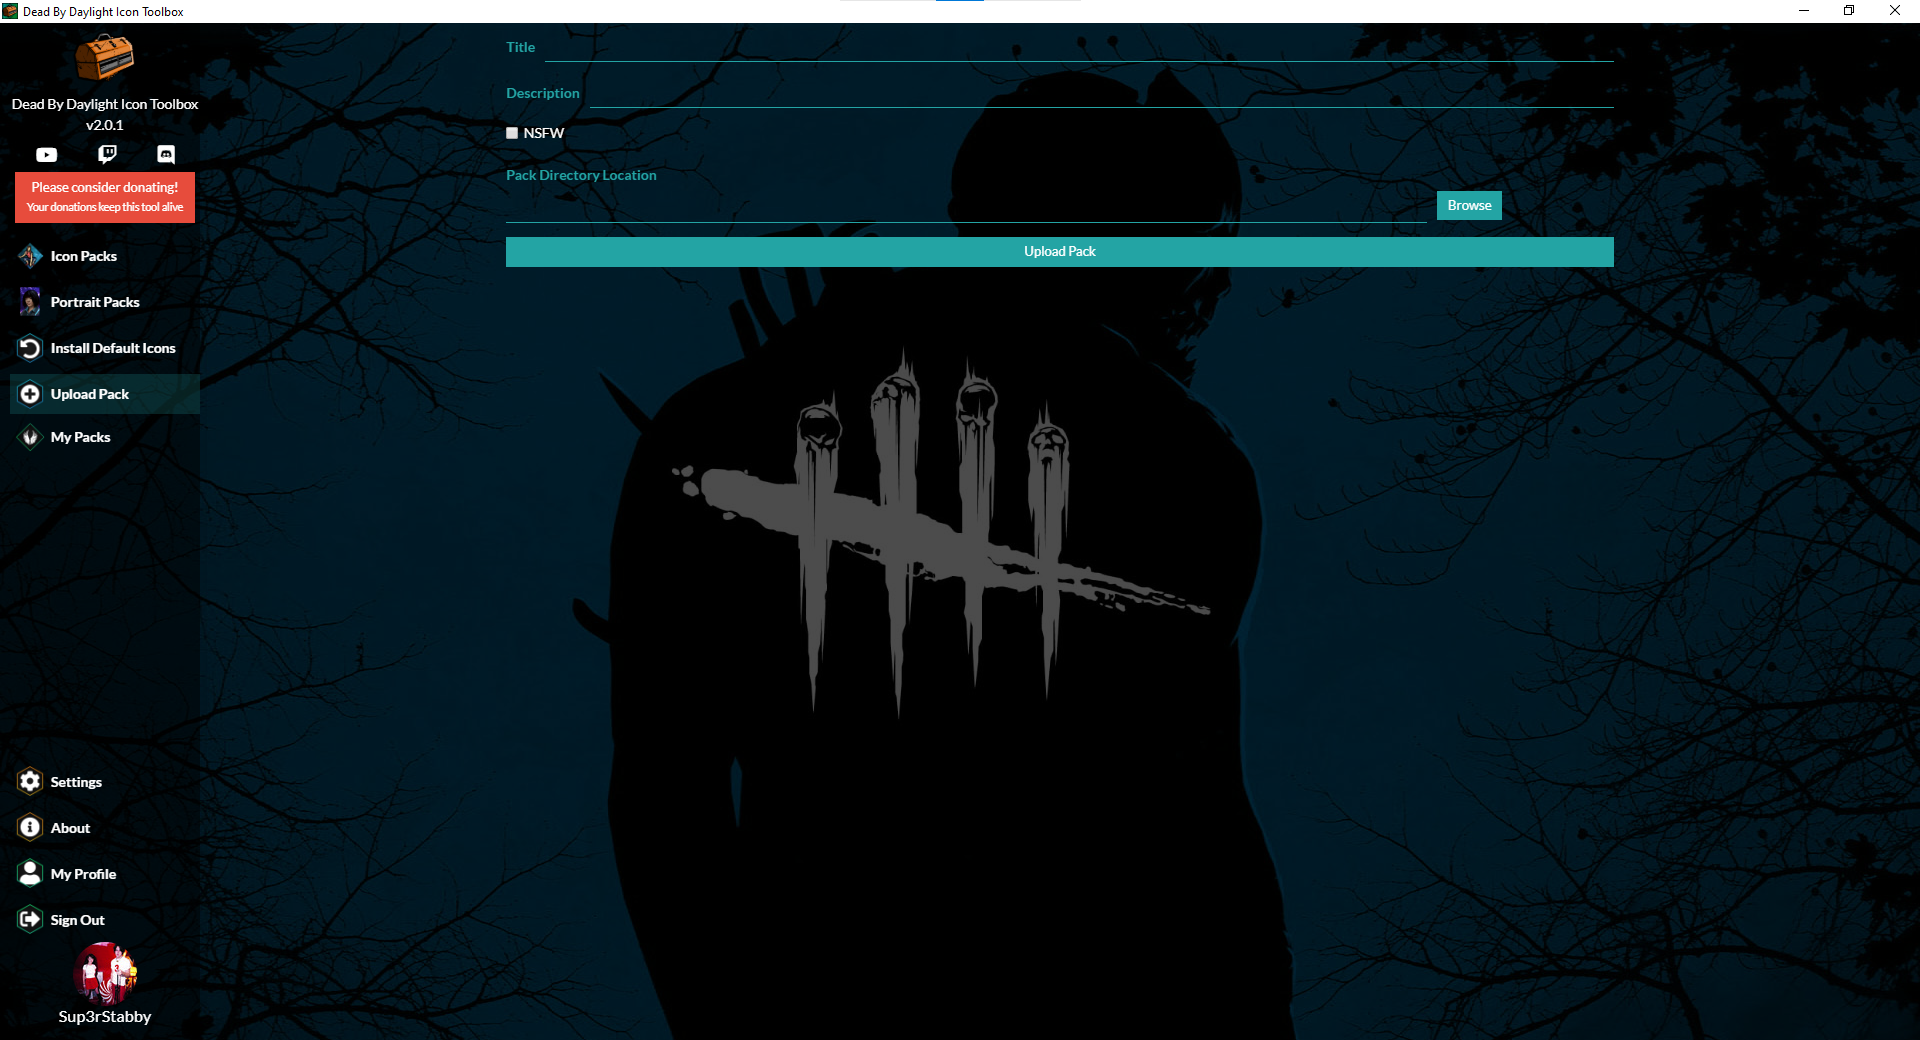 Dead By Daylight Icon Toolbox
Dead By Daylight Icon Toolbox
v2.0.1
Please consider donating!
Your donations keep this tool alive
Icon Packs
Portrait Packs
Install Default Icons
Upload Pack
My Packs
Settings
About
My Profile
Sign Out
Sup3rStabby
Title
Description
NSFW
Pack Directory Location
Browse
Upload Pack